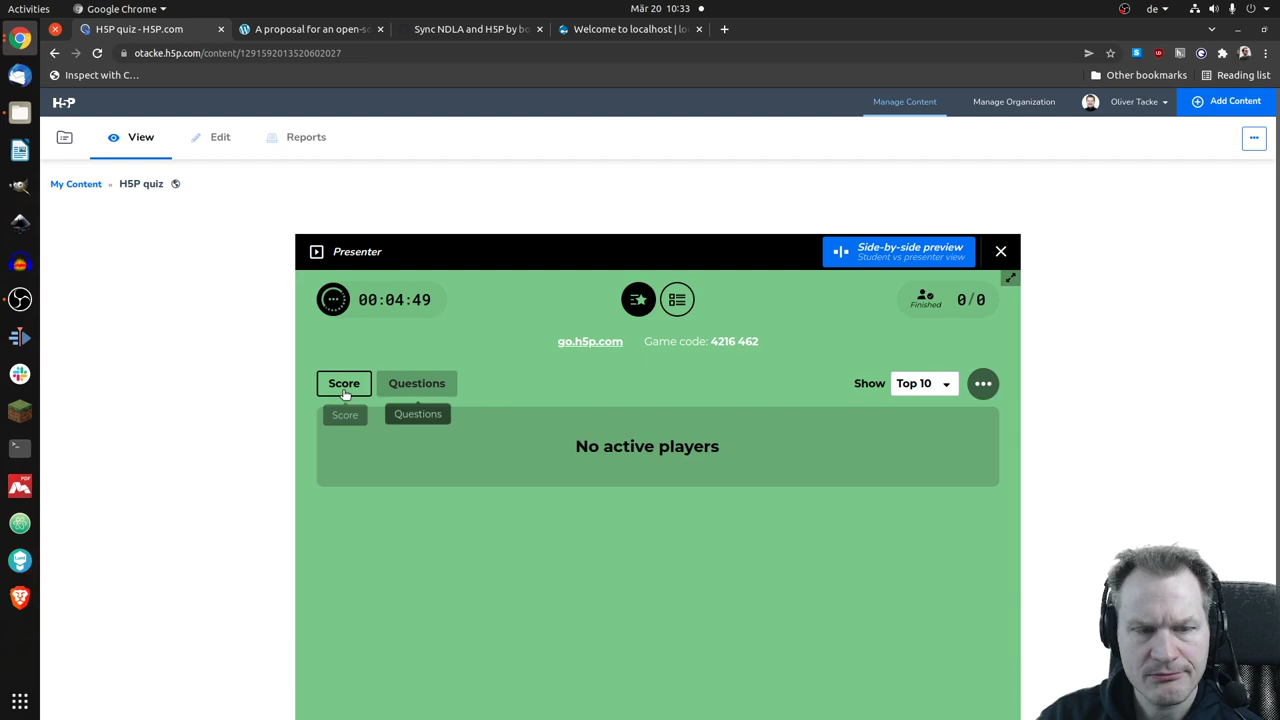 Activities
Google Chrome
Mär 20 10:33
de
H5P quiz - H5P.com
A proposal for an open-s
Sync NDLA and H5P by bo
Welcome to localhost | lo
otacke.h5p.com/content/1291592013520602027
Inspect with C…
Other bookmarks
Reading list
H5P
Manage Content
Manage Organization
Oliver Tacke
Add Content
View
Edit
Reports
My Content » H5P quiz
Presenter
Side-by-side preview
Student vs presenter view
00:04:49
Finished
0/0
go.h5p.com
Game code: 4216 462
Score
Questions
Show
Top 10
Score
Questions
No active players
PDF